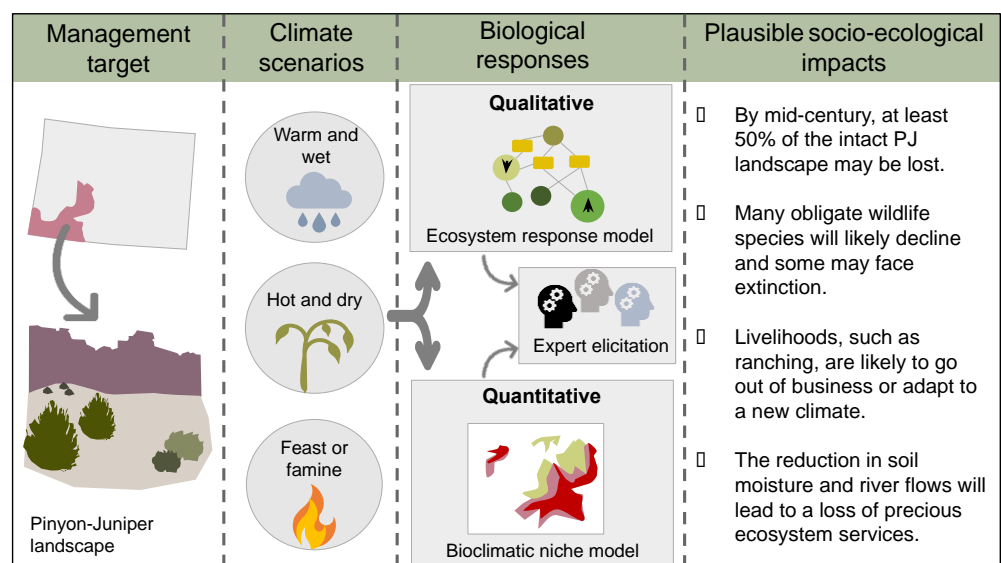 Management
target
Climate
scenarios
Biological
responses
Plausible socio-ecological
impacts
Pinyon-Juniper
landscape
Warm and
wet
Hot and dry
Feast or
famine
Qualitative
Ecosystem response model
Expert elicitation
Quantitative
Bioclimatic niche model
By mid-century, at least
50% of the intact PJ
landscape may be lost.
Many obligate wildlife
species will likely decline
and some may face
extinction.
Livelihoods, such as
ranching, are likely to go
out of business or adapt to
a new climate.
The reduction in soil
moisture and river flows will
lead to a loss of precious
ecosystem services.